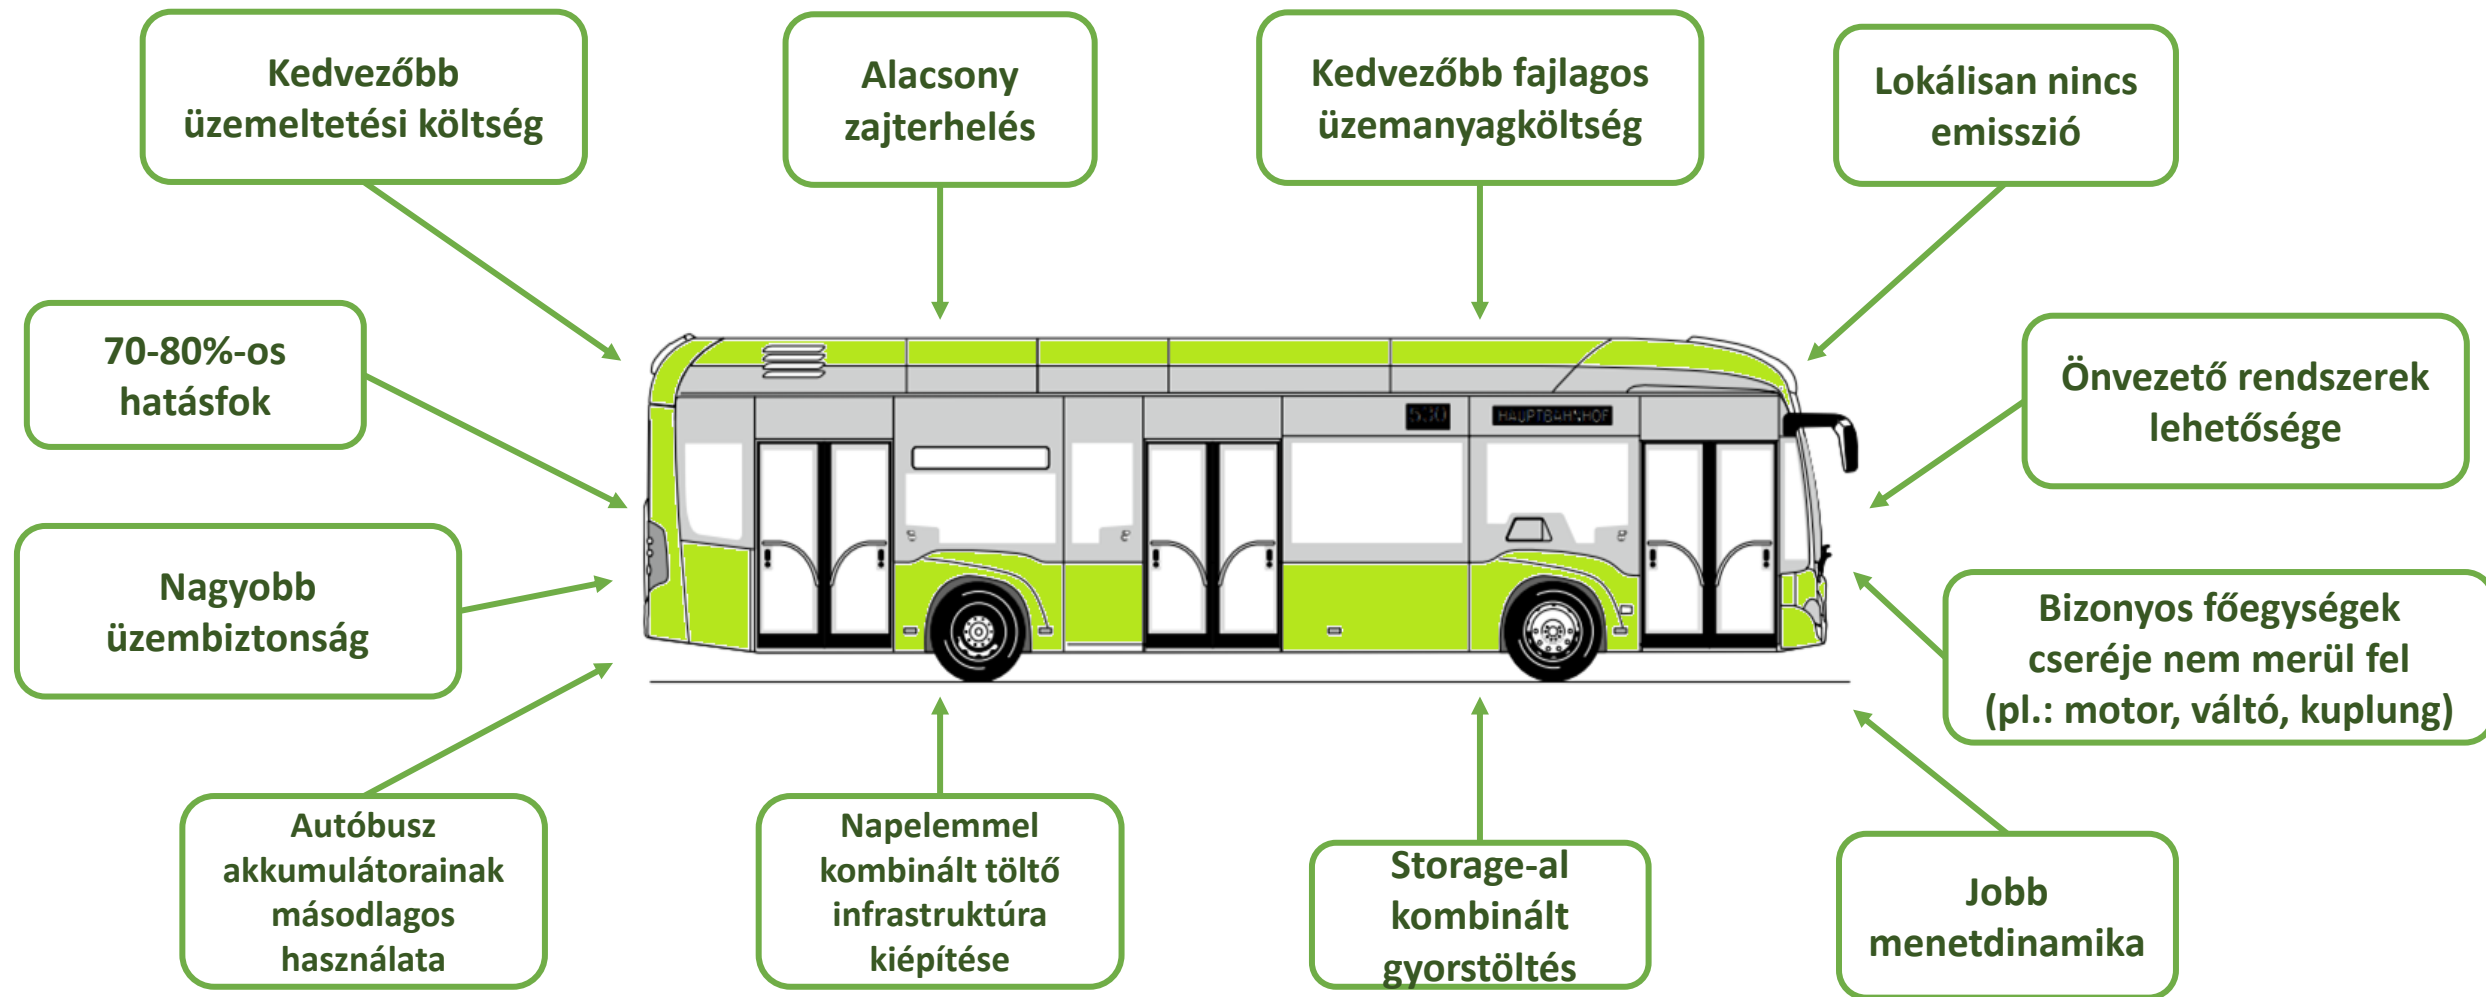 Kedvezőbb
üzemeltetési költség
Alacsony
zajterhelés
Kedvezőbb fajlagos
üzemanyagköltség
Lokálisan nincs
emisszió
70-80%-os
hatásfok
Önvezető rendszerek
lehetősége
530
HAUPTBAHNHOF
Nagyobb
üzembiztonság
Bizonyos főegységek
cseréje nem merül fel
(pl.: motor, váltó, kuplung)
Autóbusz
akkumulátorainak
másodlagos
használata
Napelemmel
kombinált töltő
infrastruktúra
kiépítése
Storage-al
kombinált
gyorstöltés
Jobb
menetdinamika